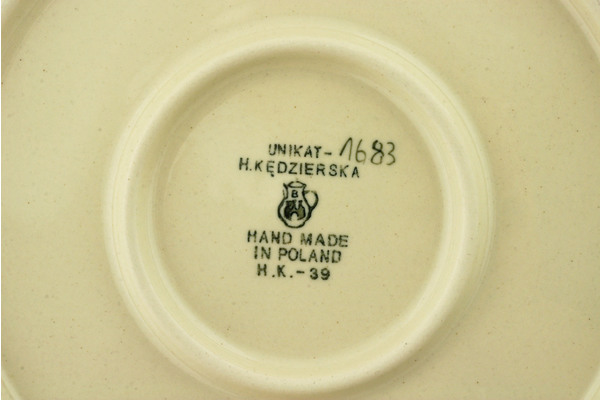 UNIKAT-1683
H.KĘDZIERSKA
B
HAND MADE
IN POLAND
H.K.-39